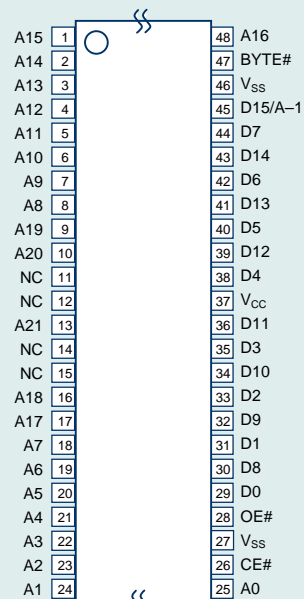 A15 1 48 A16
A14 2 47 BYTE#
A13 3 46 VSS
A12 4 45 D15/A–1
A11 5 44 D7
A10 6 43 D14
A9 7 42 D6
A8 8 41 D13
A19 9 40 D5
A20 10 39 D12
NC 11 38 D4
NC 12 37 VCC
A21 13 36 D11
NC 14 35 D3
NC 15 34 D10
A18 16 33 D2
A17 17 32 D9
A7 18 31 D1
A6 19 30 D8
A5 20 29 D0
A4 21 28 OE#
A3 22 27 VSS
A2 23 26 CE#
A1 24 25 A0